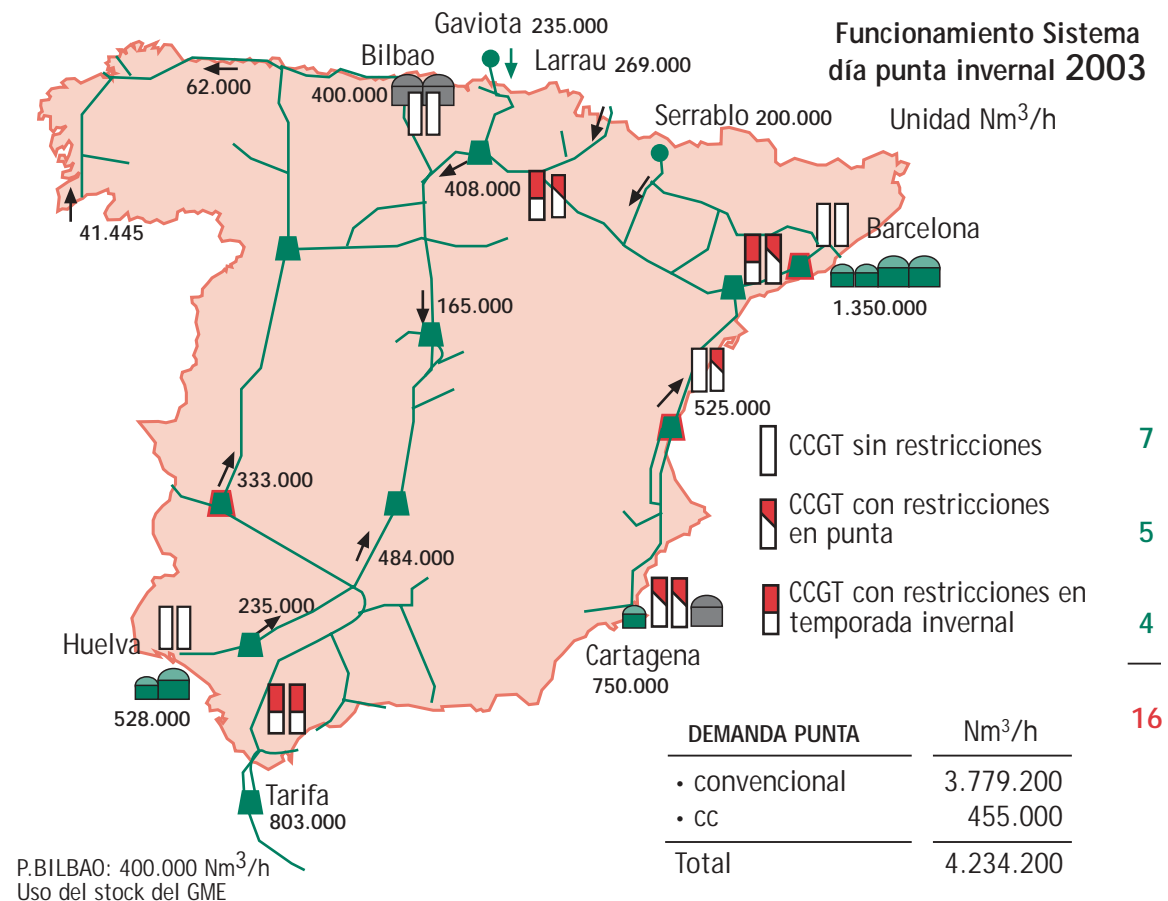 Funcionamiento Sistema
día punta invernal 2003
Unidad Nm³/h
Gaviota 235.000
Bilbao
Larrau 269.000
62.000
400.000
Serrablo 200.000
408.000
41.445
Barcelona
1.350.000
165.000
525.000
CCGT sin restricciones 7
CCGT con restricciones
en punta 5
CCGT con restricciones en
temporada invernal 4
16
333.000
484.000
235.000
Huelva
528.000
Cartagena
750.000
Tarifa
803.000
DEMANDA PUNTA Nm³/h
• convencional 3.779.200
• cc 455.000
Total 4.234.200
P.BILBAO: 400.000 Nm³/h
Uso del stock del GME